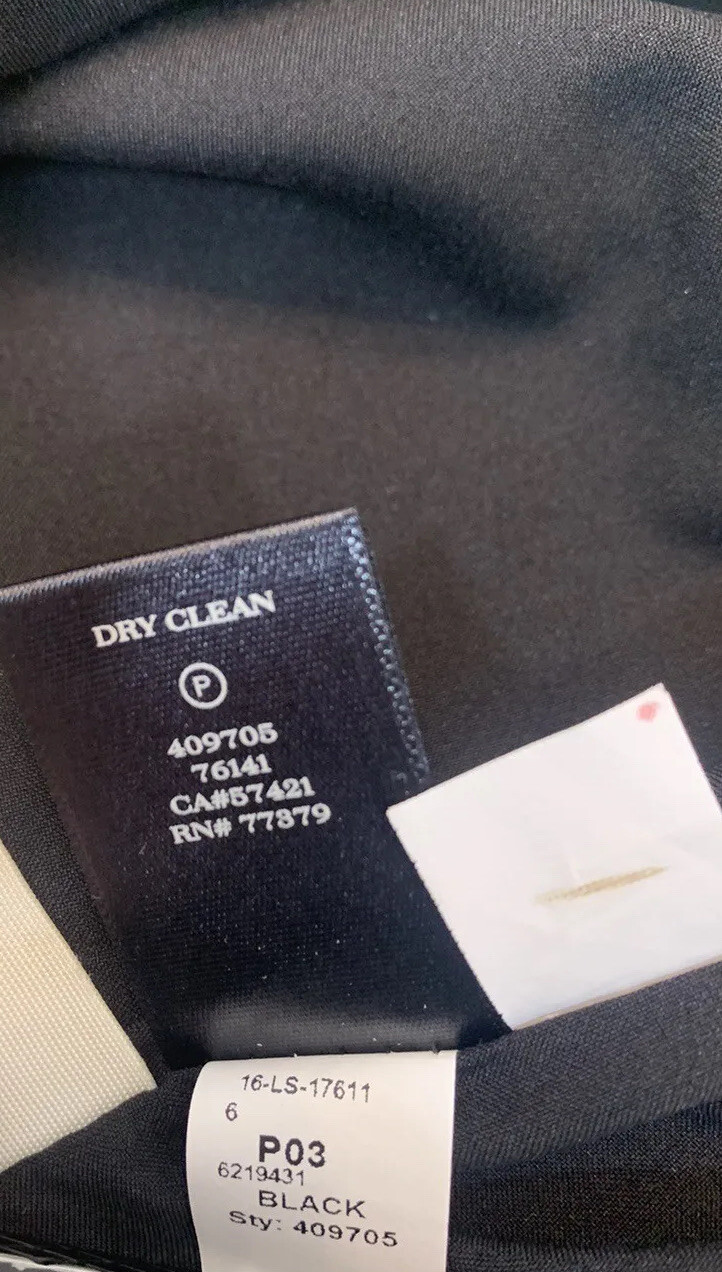 DRY CLEAN
P
409705
76141
CA#57421
RN# 77879
16-LS-17611
6
P03
6219431
BLACK
Sty: 409705